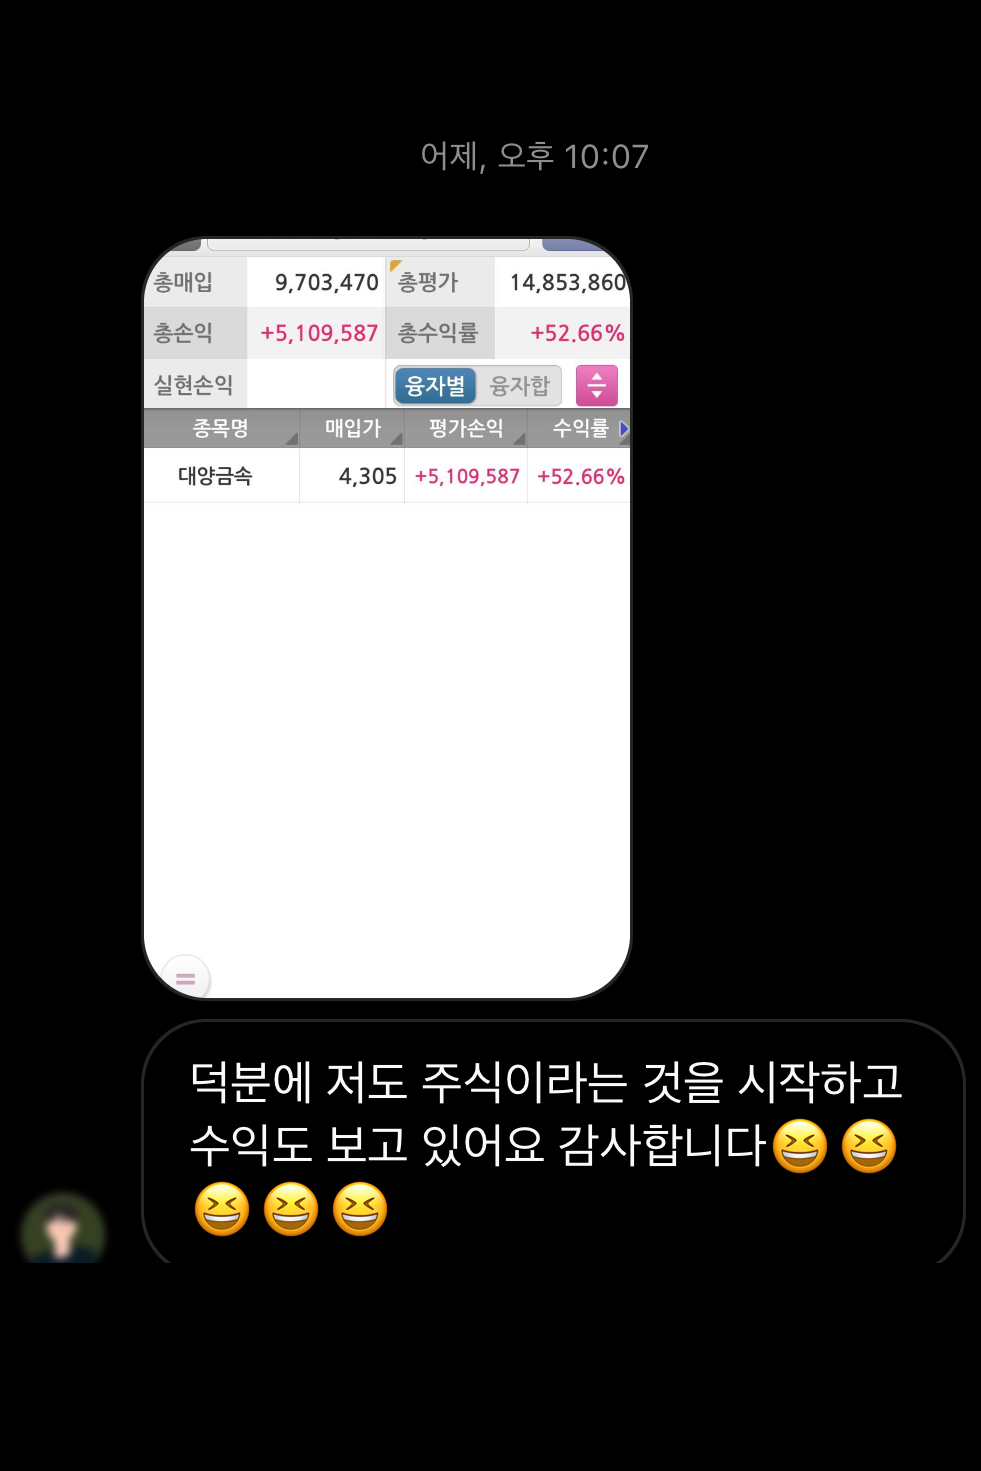 어제, 오후 10:07
총매입 9,703,470 총평가 14,853,860
총손익 +5,109,587 총수익률 +52.66%
실현손익 융자별 융자합
종목명 매입가 평가손익 수익률
대양금속 4,305 +5,109,587 +52.66%
덕분에 저도 주식이라는 것을 시작하고
수익도 보고 있어요 감사합니다😆😆
😆😆😆